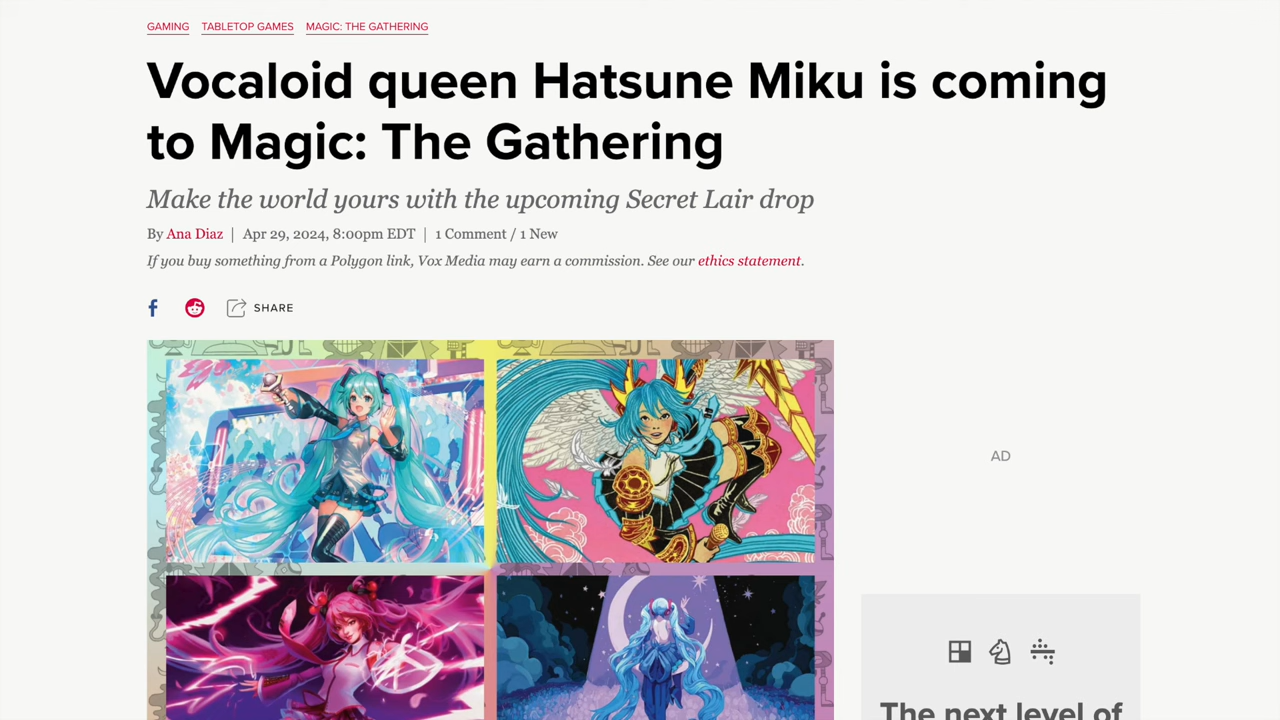 GAMING TABLETOP GAMES MAGIC: THE GATHERING
Vocaloid queen Hatsune Miku is coming
to Magic: The Gathering
Make the world yours with the upcoming Secret Lair drop
By Ana Diaz | Apr 29, 2024, 8:00pm EDT | 1 Comment / 1 New
If you buy something from a Polygon link, Vox Media may earn a commission. See our ethics statement.
SHARE
AD
The next level of